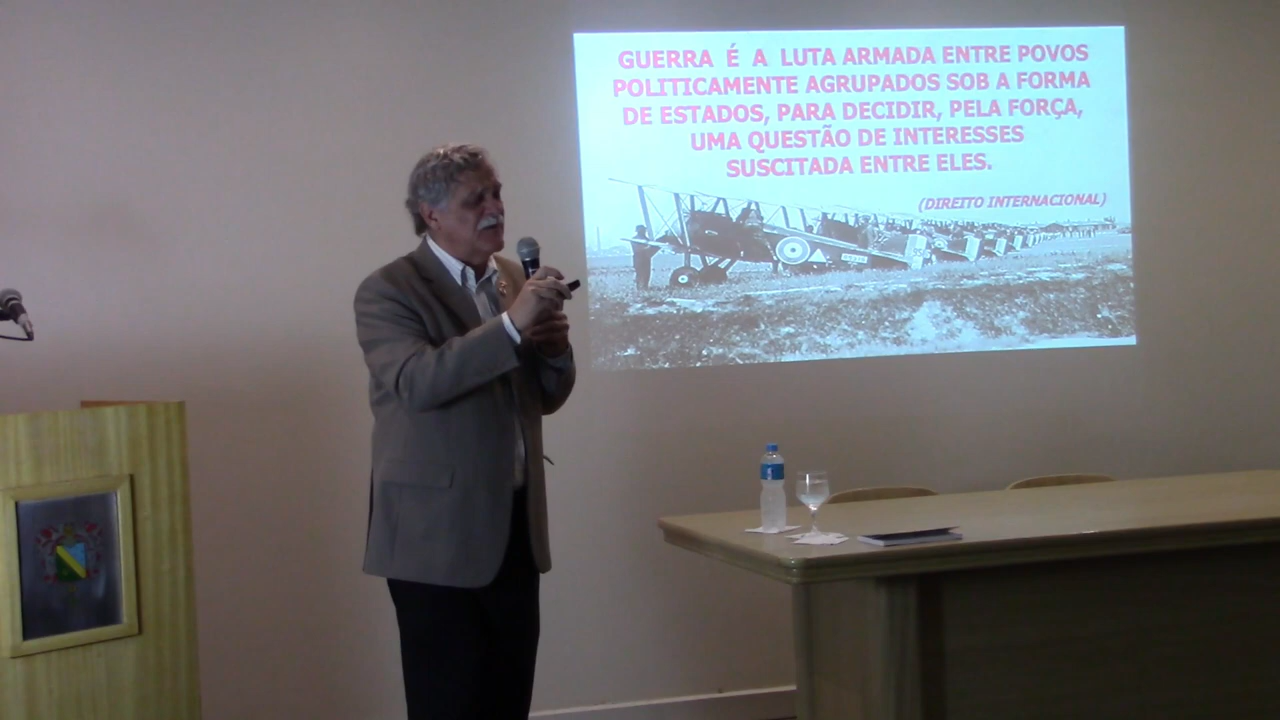 GUERRA É A LUTA ARMADA ENTRE POVOS
POLITICAMENTE AGRUPADOS SOB A FORMA
DE ESTADOS, PARA DECIDIR, PELA FORÇA,
UMA QUESTÃO DE INTERESSES
SUSCITADA ENTRE ELES.
(DIREITO INTERNACIONAL)